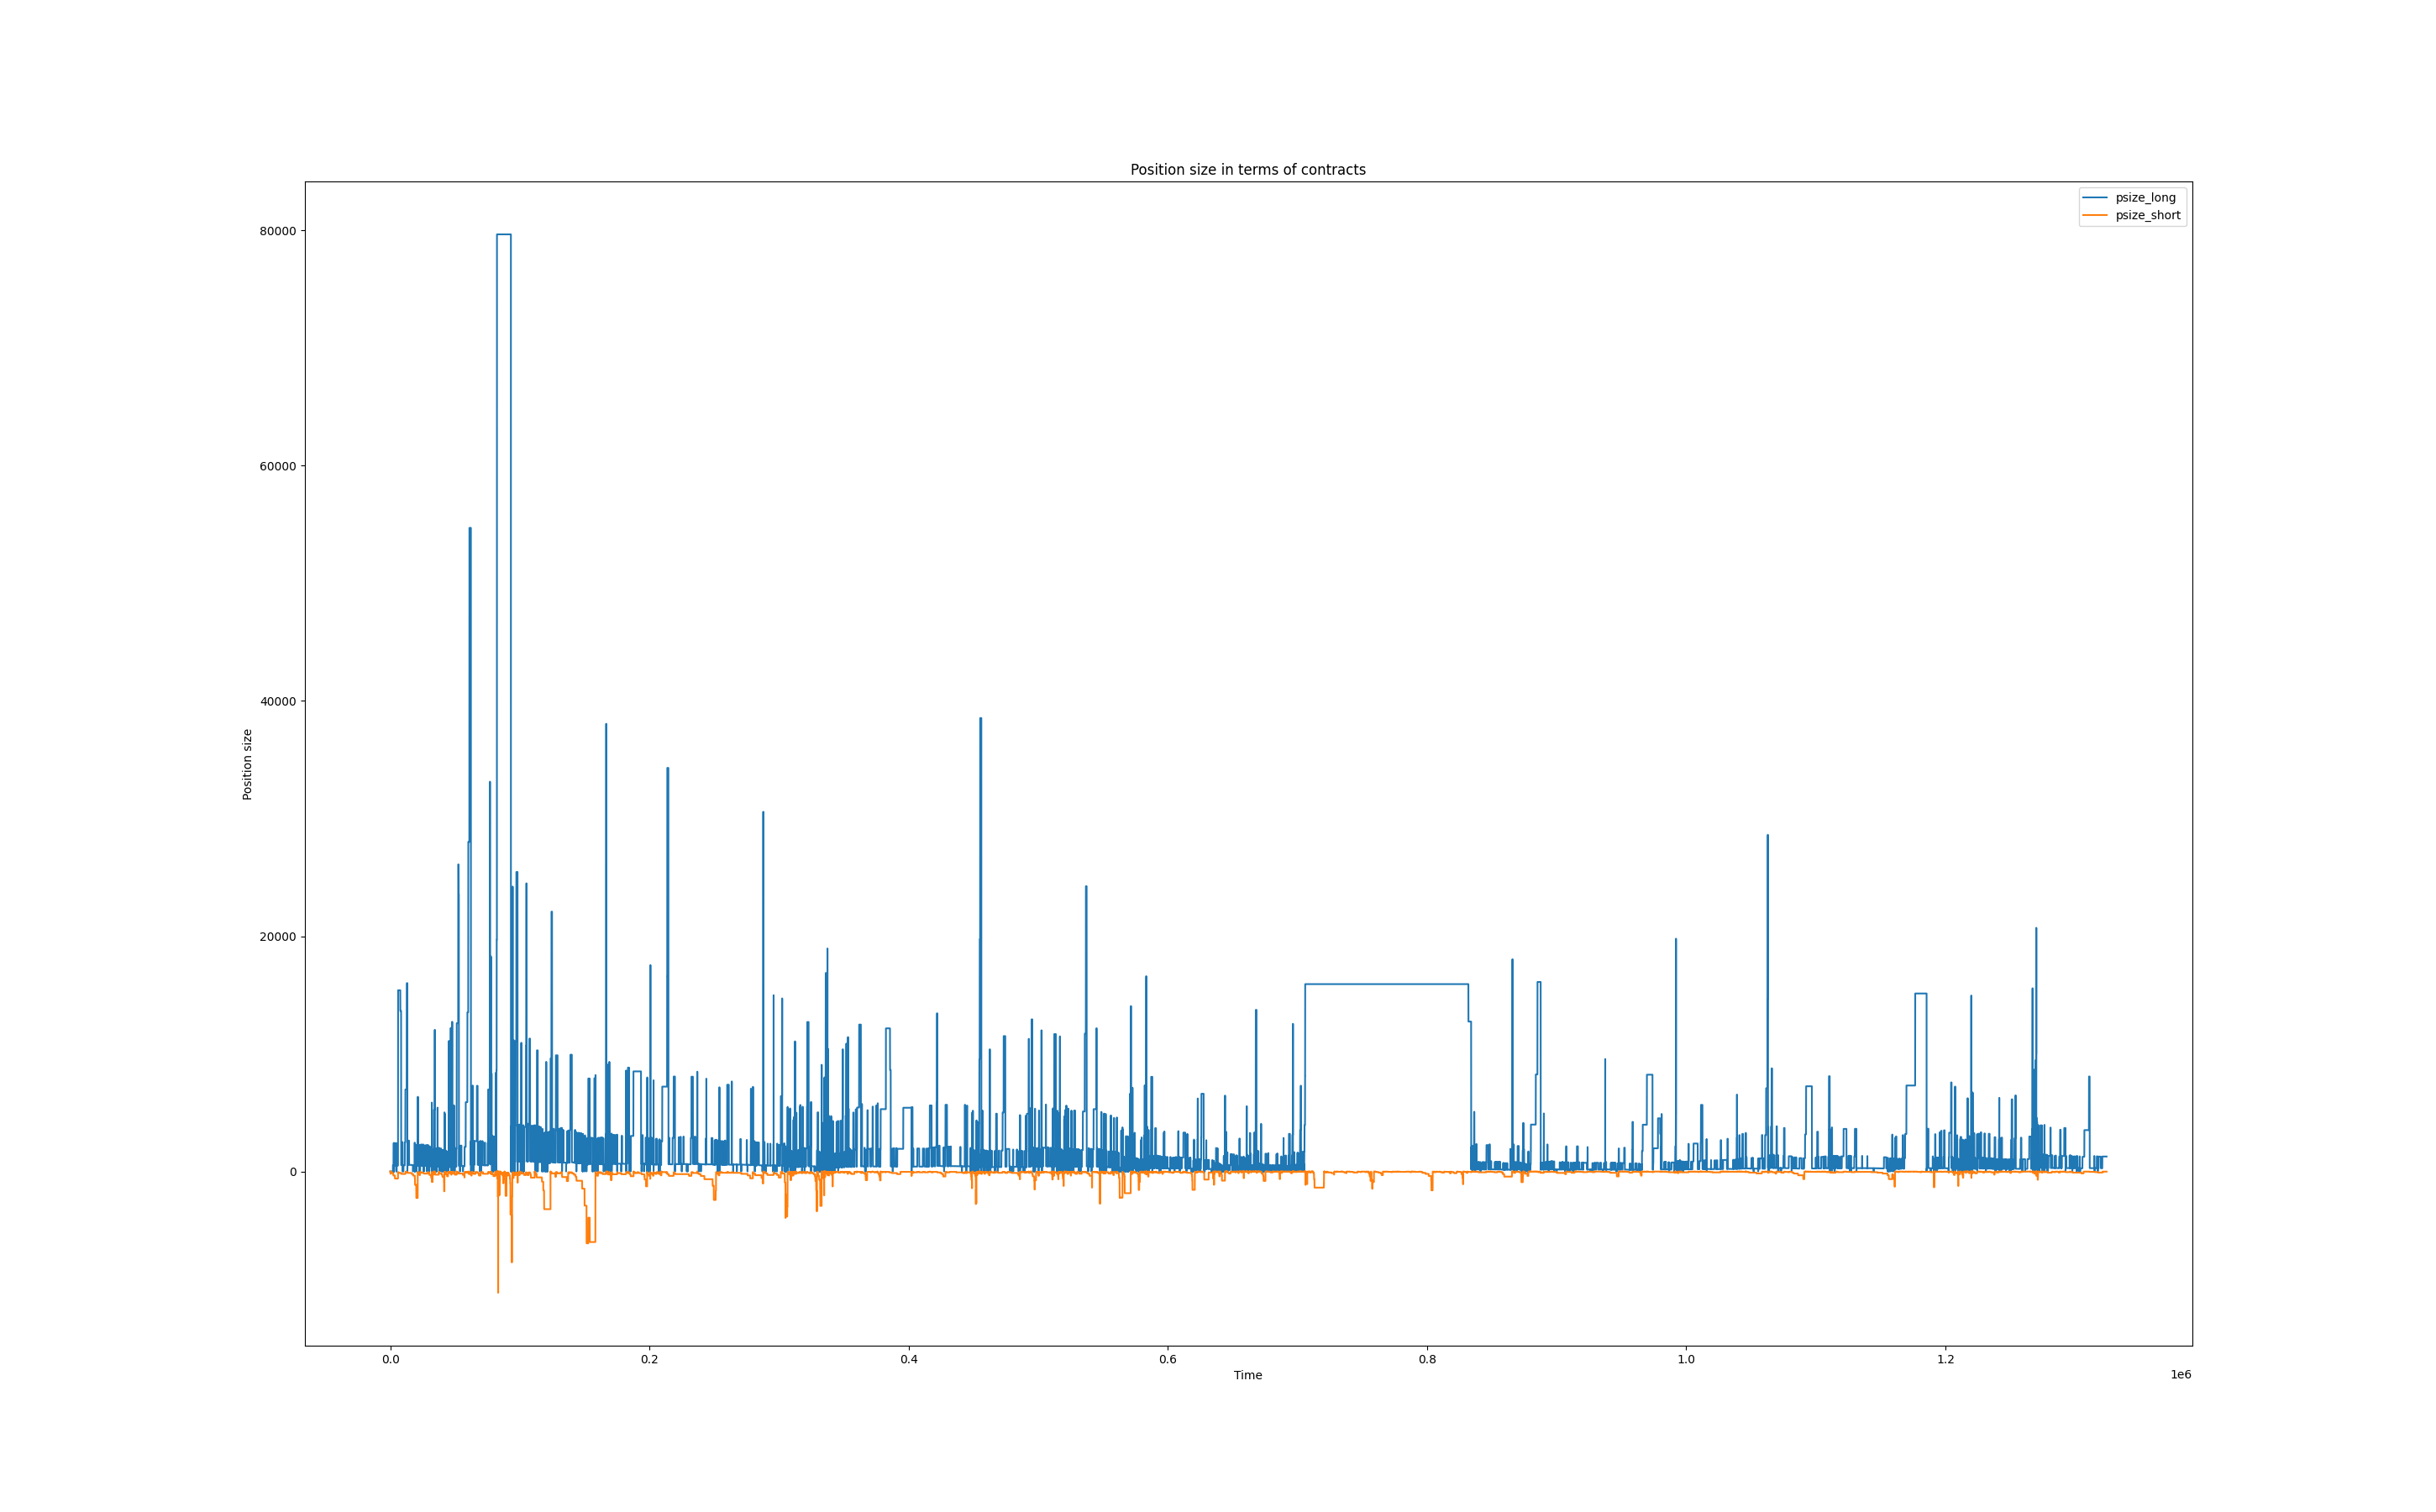 Position size in terms of contracts
psize_long
psize_short
80000
60000
40000
20000
0
Position size
0.0 0.2 0.4 0.6 0.8 1.0 1.2
Time
1e6